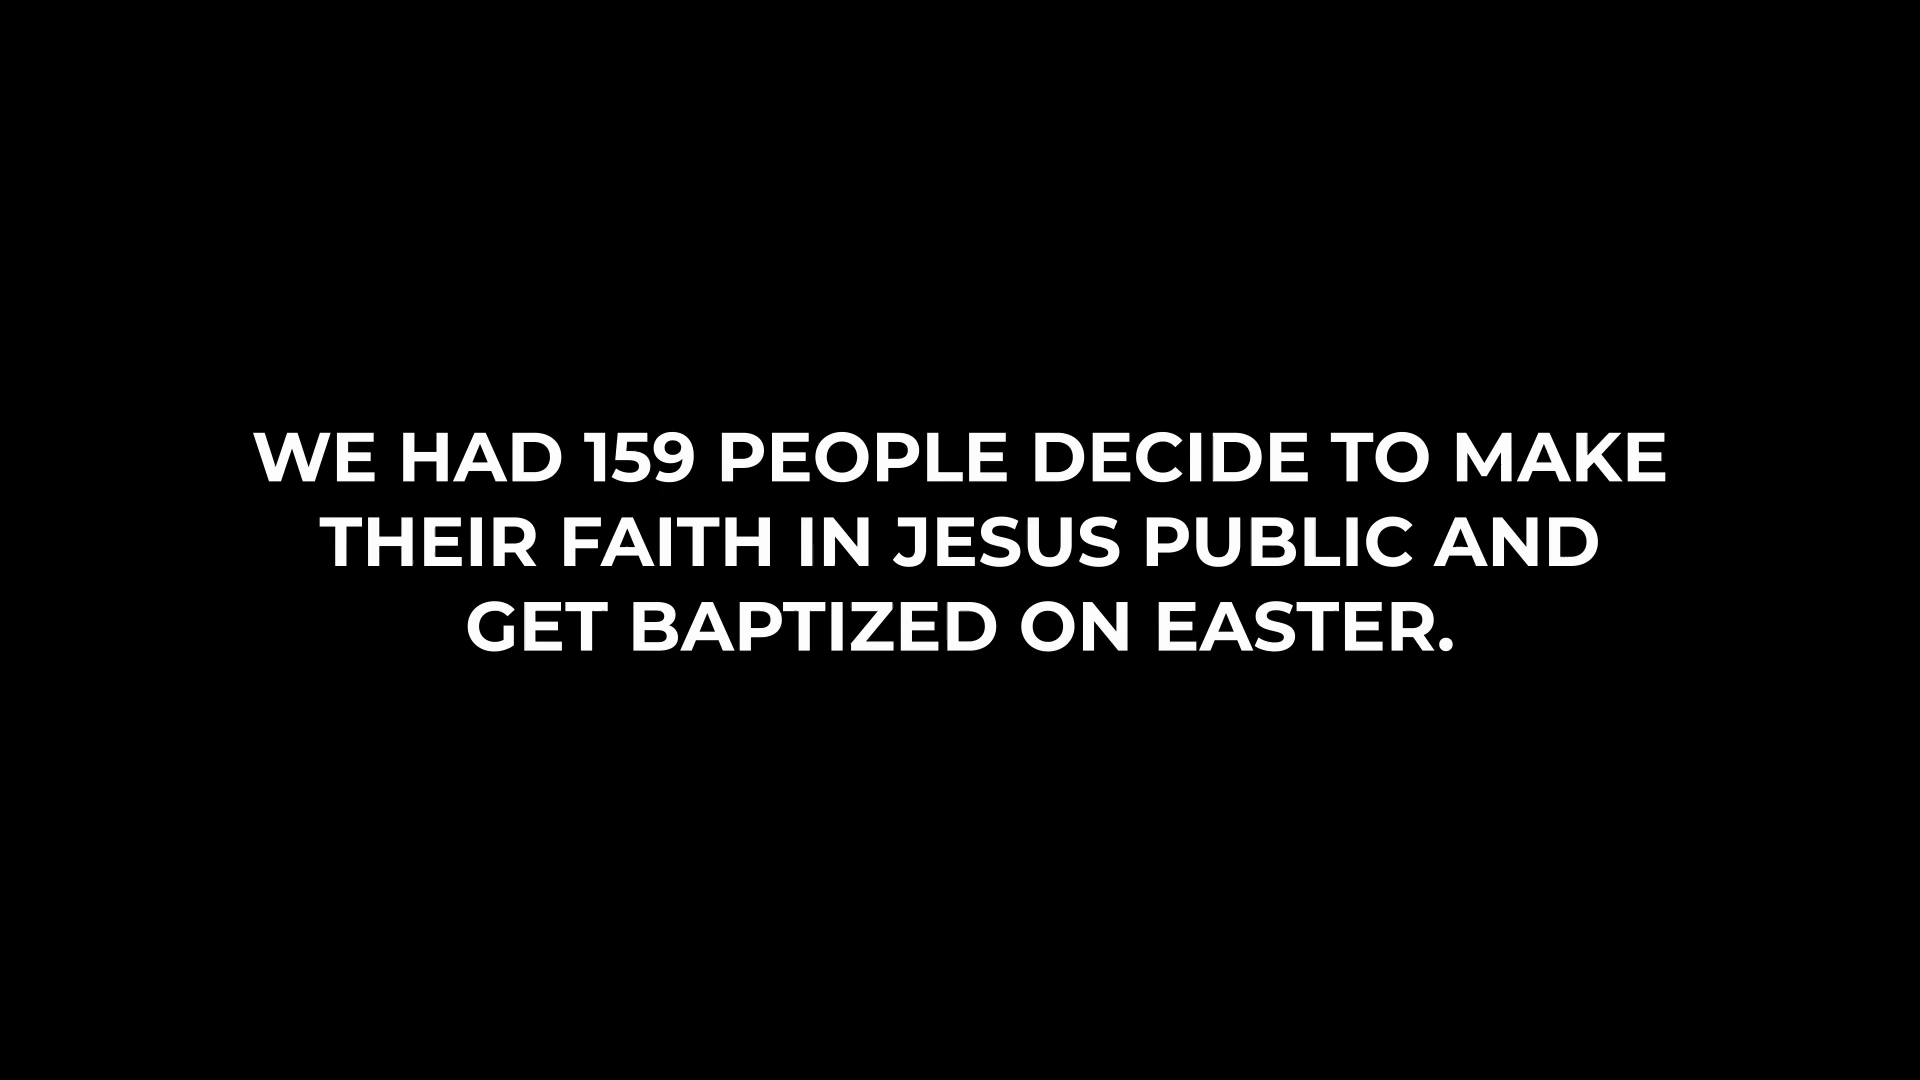 WE HAD 159 PEOPLE DECIDE TO MAKE
THEIR FAITH IN JESUS PUBLIC AND
GET BAPTIZED ON EASTER.